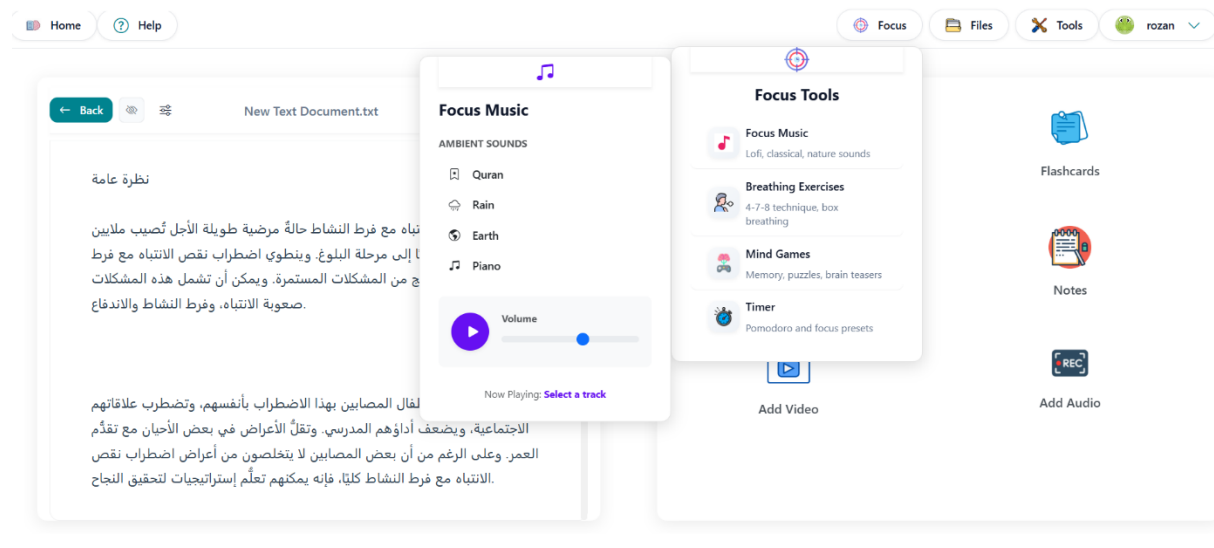 Home
Help
Focus
Files
Tools
rozan
Back
New Text Document.txt
نظرة عامة
تباه مع فرط النشاط حالةٌ مرضية طويلة الأجل تُصيب ملايين
ا إلى مرحلة البلوغ. وينطوي اضطراب نقص الانتباه مع فرط
ج من المشكلات المستمرة. ويمكن أن تشمل هذه المشكلات
صعوبة الانتباه، وفرط النشاط والاندفاع.
لفال المصابين بهذا الاضطراب بأنفسهم، وتضطرب علاقاتهم
الاجتماعية، ويضعف أداؤهم المدرسي. وتقلُّ الأعراض في بعض الأحيان مع تقدُّم
العمر. وعلى الرغم من أن بعض المصابين لا يتخلصون من أعراض اضطراب نقص
الانتباه مع فرط النشاط كليًا، فإنه يمكنهم تعلُّم إستراتيجيات لتحقيق النجاح.
Focus Music
AMBIENT SOUNDS
Quran
Rain
Earth
Piano
Volume
Now Playing: Select a track
Focus Tools
Focus Music
Lofi, classical, nature sounds
Breathing Exercises
4-7-8 technique, box
breathing
Mind Games
Memory, puzzles, brain teasers
Timer
Pomodoro and focus presets
Flashcards
Notes
REC
Add Video
Add Audio